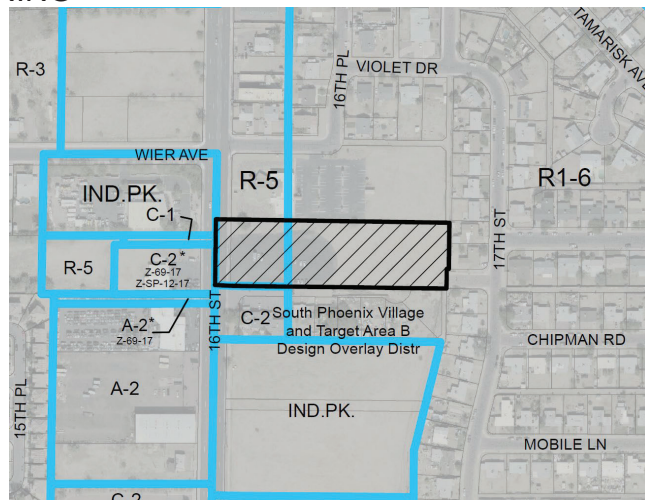 TAMARISK AVE
R-3
VIOLET DR
16TH PL
WIER AVE
R-5
R1-6
IND.PK.
C-1
17TH ST
R-5
C-2*
Z-69-17
Z-SP-12-17
16TH ST
C-2
South Phoenix Village
and Target Area B
Design Overlay Distr
A-2*
Z-69-17
CHIPMAN RD
A-2
IND.PK.
15TH PL
MOBILE LN
C-2